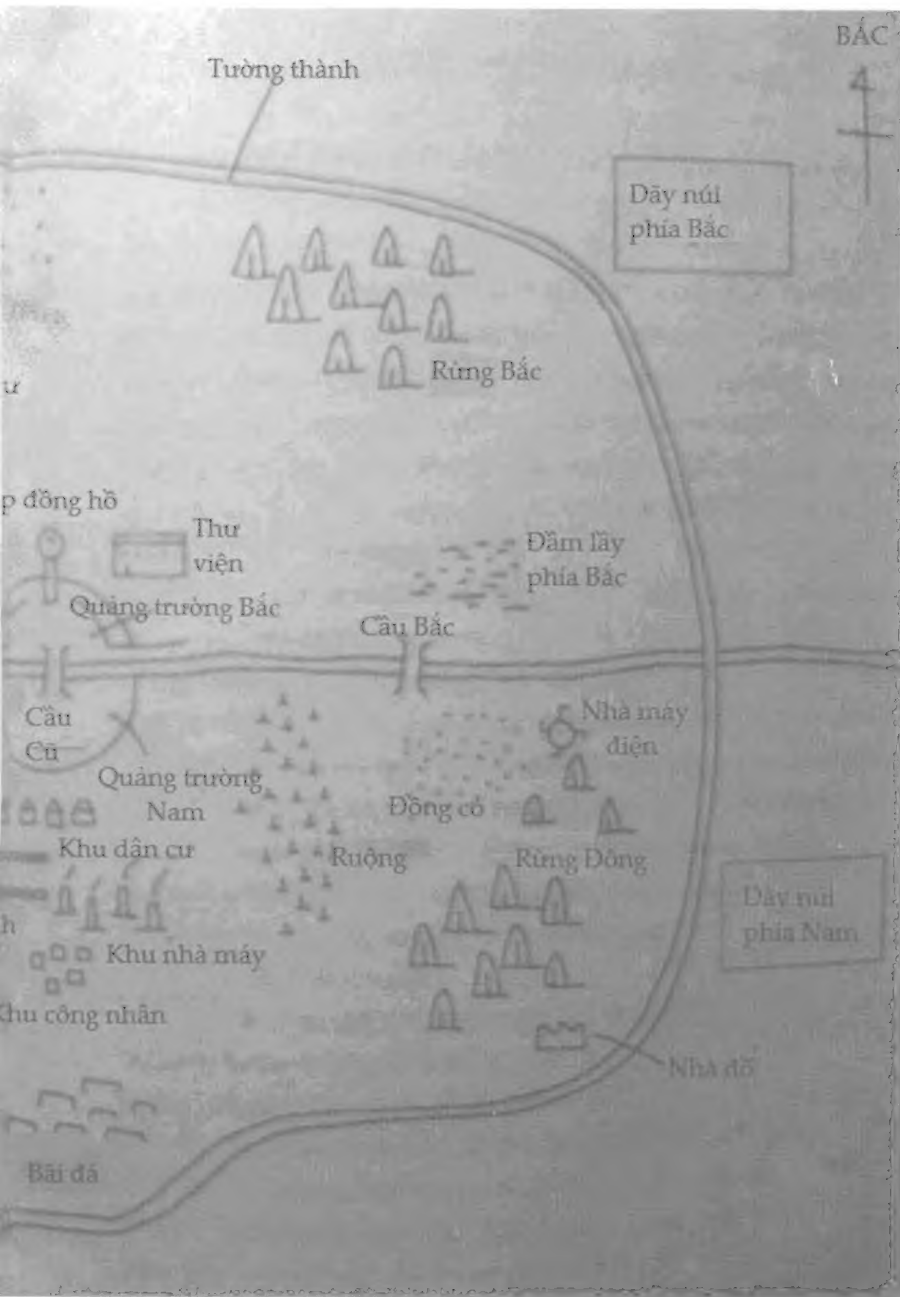 BẮC
Tường thành
Dãy núi
phía Bắc
Rừng Bắc
ư
p đồng hồ
Thư
viện
Đầm lầy
phía Bắc
Quảng trường Bắc
Cầu Bắc
Cầu
Cũ
Nhà máy
điện
Quảng trường
Nam
Đồng cỏ
Khu dân cư
Ruộng
Rừng Đông
Dãy núi
phía Nam
h
Khu nhà máy
Khu công nhân
Nhà đổ
Bãi đá